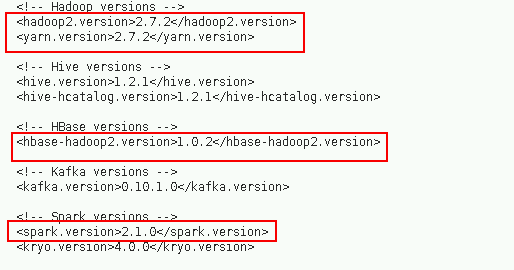 <!-- Hadoop versions -->
<hadoop2.version>2.7.2</hadoop2.version>
<yarn.version>2.7.2</yarn.version>
<!-- Hive versions -->
<hive.version>1.2.1</hive.version>
<hive-hcatalog.version>1.2.1</hive-hcatalog.version>
<!-- HBase versions -->
<hbase-hadoop2.version>1.0.2</hbase-hadoop2.version>
<!-- Kafka versions -->
<kafka.version>0.10.1.0</kafka.version>
<!-- Spark versions -->
<spark.version>2.1.0</spark.version>
<kryo.version>4.0.0</kryo.version>